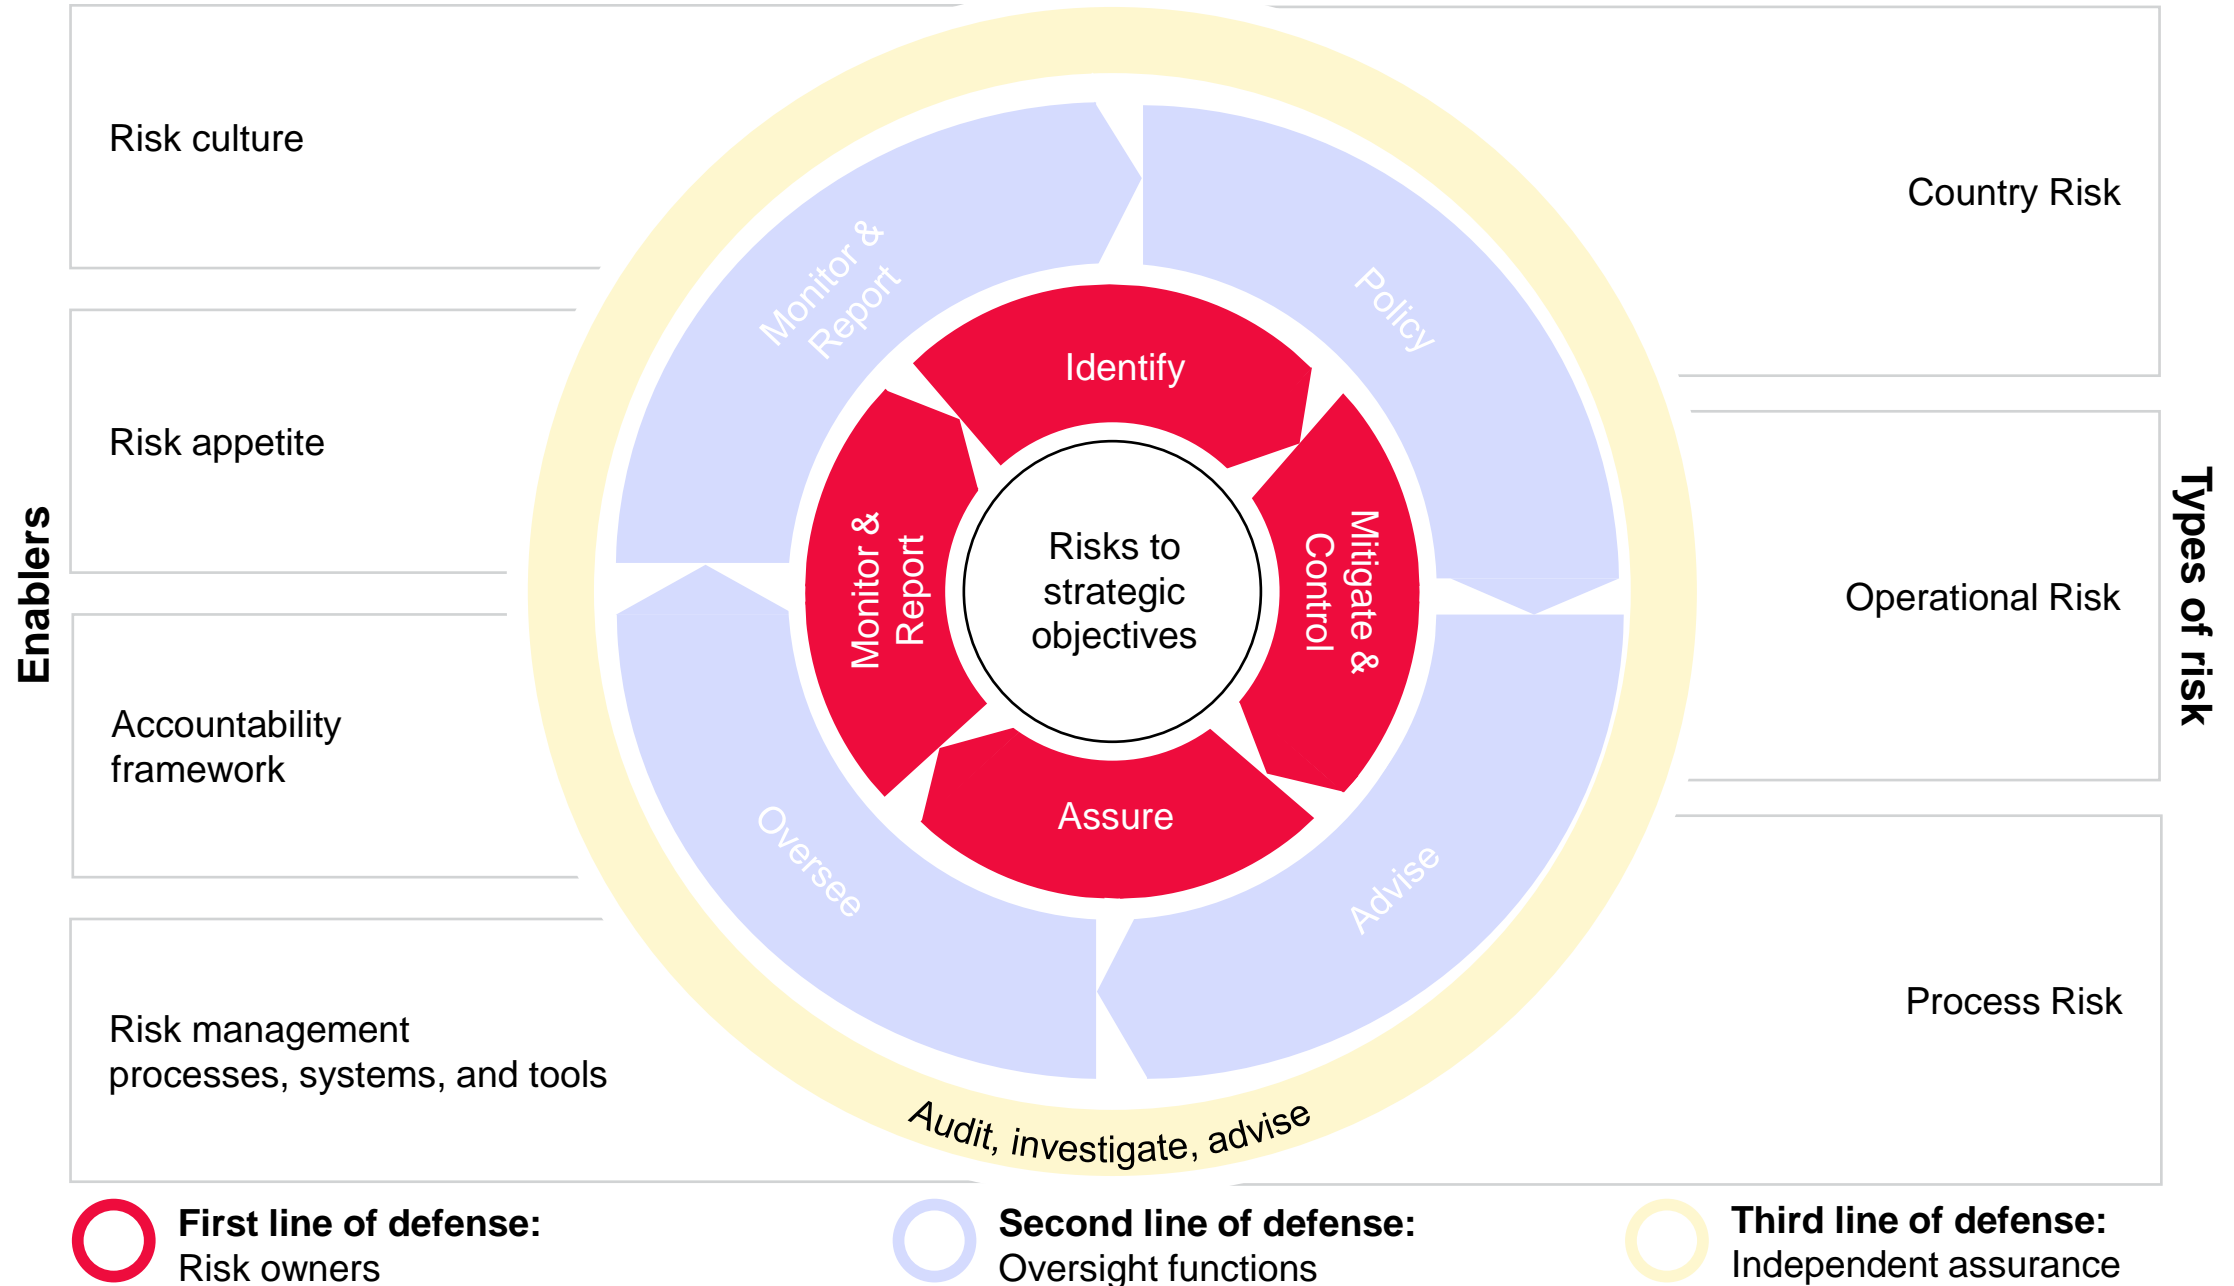 Enablers
Risk culture
Risk appetite
Accountability
framework
Risk management
processes, systems, and tools
Monitor &
Report
Policy
Advise
Oversee
Identify
Mitigate &
Control
Assure
Monitor &
Report
Risks to
strategic
objectives
Audit, investigate, advise
Country Risk
Operational Risk
Process Risk
Types of risk
First line of defense:
Risk owners
Second line of defense:
Oversight functions
Third line of defense:
Independent assurance